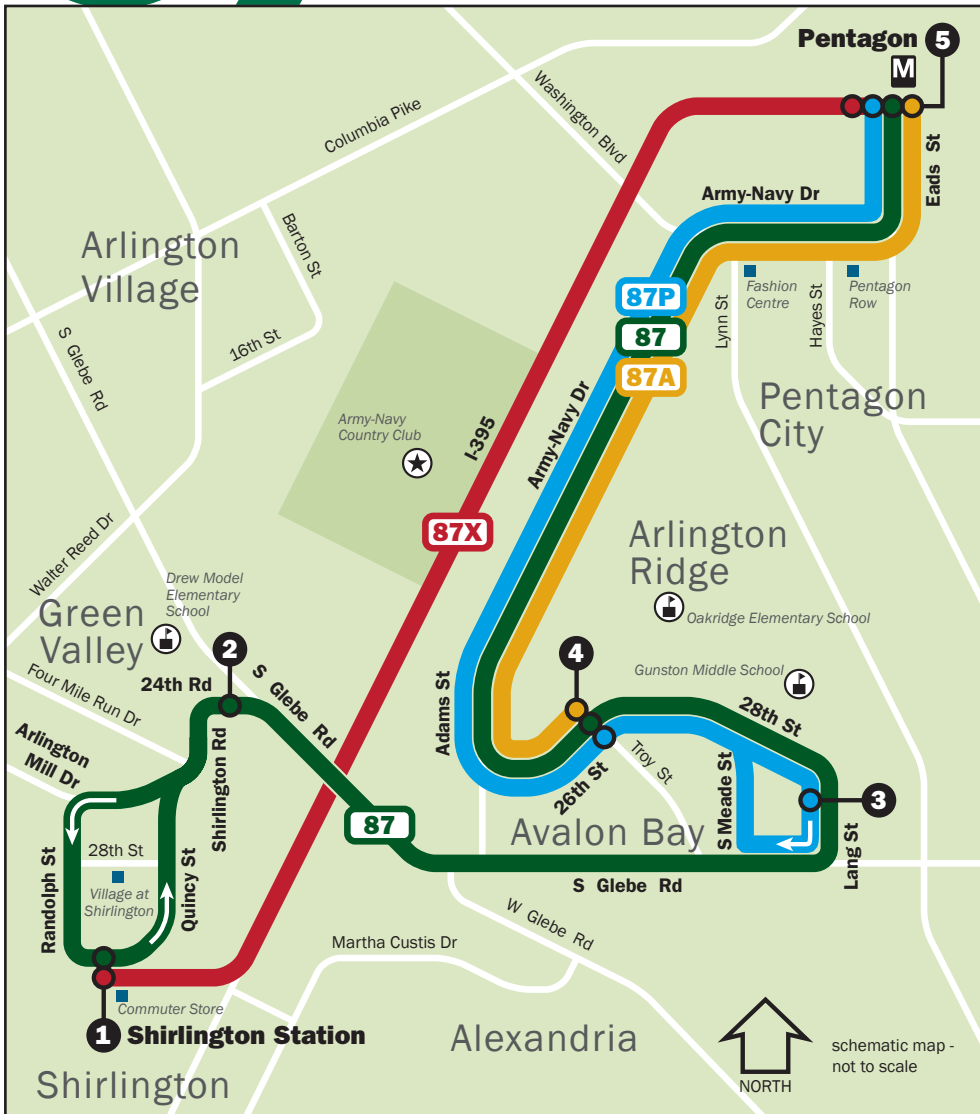 Pentagon 5
M
Washington Blvd
Columbia Pike
Eads St
Army-Navy Dr
Arlington
Village
Barton St
87P
Fashion
Centre
Pentagon
Row
Lynn St
Hayes St
87
16th St
S Glebe Rd
87A
Army-Navy Dr
Pentagon
City
Army-Navy
Country Club
I-395
87X
Arlington
Ridge
Walter Reed Dr
Drew Model
Elementary
School
Green
Valley
Oakridge Elementary School
2
4
24th Rd
S Glebe Rd
Gunston Middle School
Four Mile Run Dr
Adams St
28th St
Arlington
Mill Dr
Shirlington Rd
26th St
Troy St
S Meade St
3
87
Avalon Bay
Lang St
Randolph St
28th St
Quincy St
Village at
Shirlington
S Glebe Rd
W Glebe Rd
Martha Custis Dr
Commuter Store
1 Shirlington Station
Alexandria
schematic map -
not to scale
Shirlington
NORTH